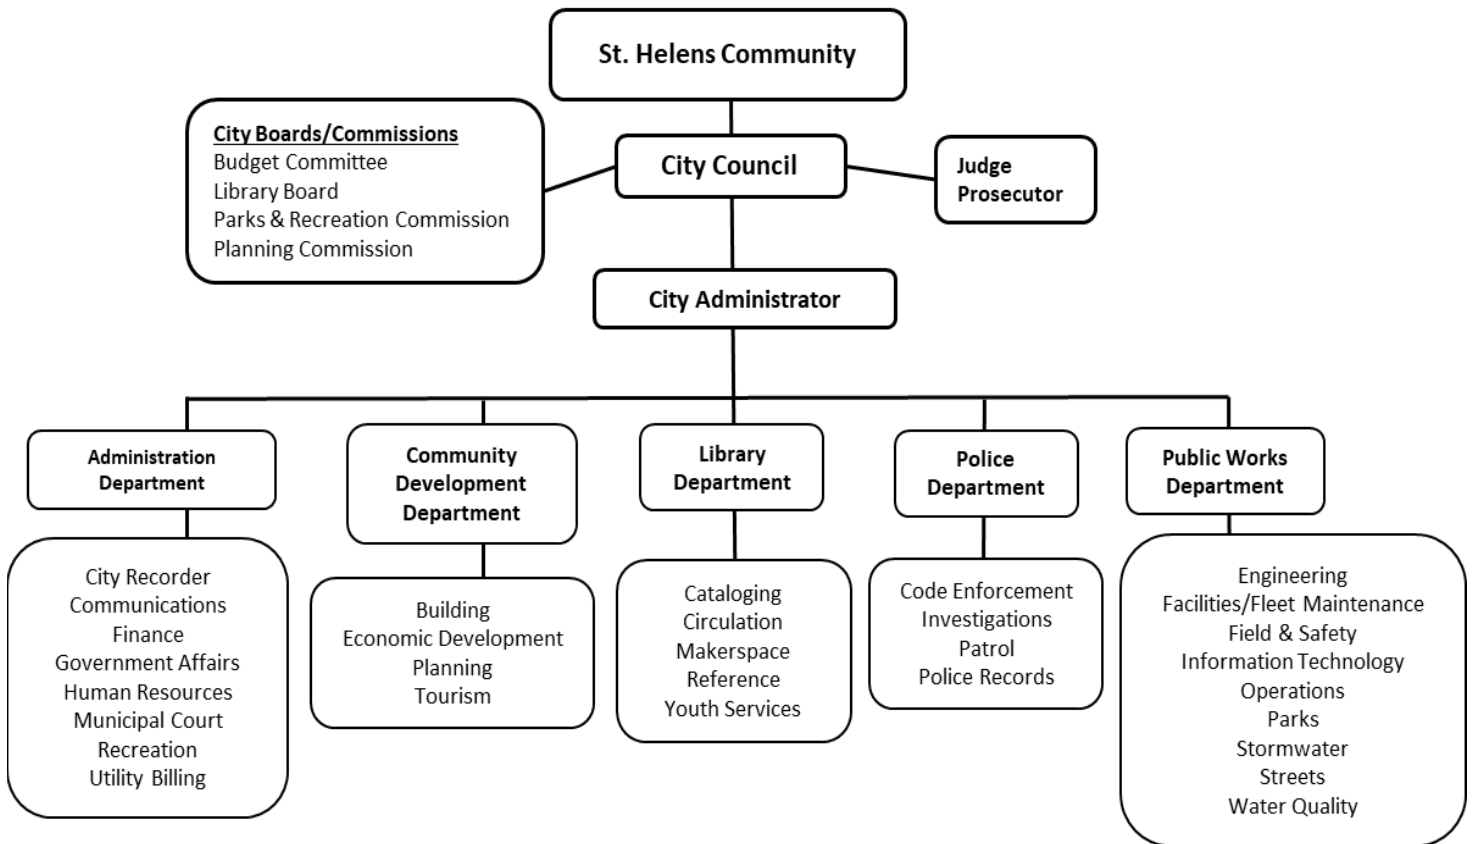 St. Helens Community
City Boards/Commissions
Budget Committee
Library Board
Parks & Recreation Commission
Planning Commission
City Council
Judge
Prosecutor
City Administrator
Administration
Department
City Recorder
Communications
Finance
Government Affairs
Human Resources
Municipal Court
Recreation
Utility Billing
Community
Development
Department
Building
Economic Development
Planning
Tourism
Library
Department
Cataloging
Circulation
Makerspace
Reference
Youth Services
Police
Department
Code Enforcement
Investigations
Patrol
Police Records
Public Works
Department
Engineering
Facilities/Fleet Maintenance
Field & Safety
Information Technology
Operations
Parks
Stormwater
Streets
Water Quality